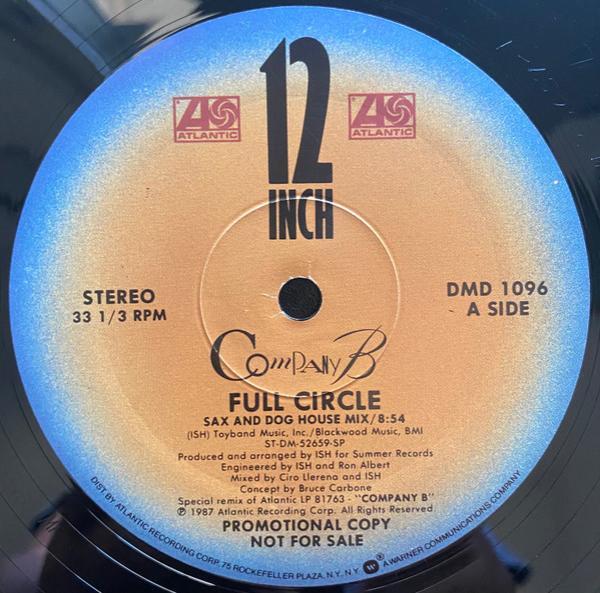 12
INCH
ATLANTIC
ATLANTIC
STEREO
33 1/3 RPM
DMD 1096
A SIDE
Company B
FULL CIRCLE
SAX AND DOG HOUSE MIX/8:54
(ISH) Toyband Music, Inc./Blackwood Music, BMI
ST-DM-52659-SP
Produced and arranged by ISH for Summer Records
Engineered by ISH and Ron Albert
Mixed by Ciro Llerena and ISH
Concept by Bruce Carbone
Special remix of Atlantic LP 81763 - "COMPANY B"
℗ 1987 Atlantic Recording Corp. All Rights Reserved
PROMOTIONAL COPY
NOT FOR SALE
DIST. BY ATLANTIC RECORDING CORP. 75 ROCKEFELLER PLAZA, N.Y., N.Y. W ® A WARNER COMMUNICATIONS COMPANY